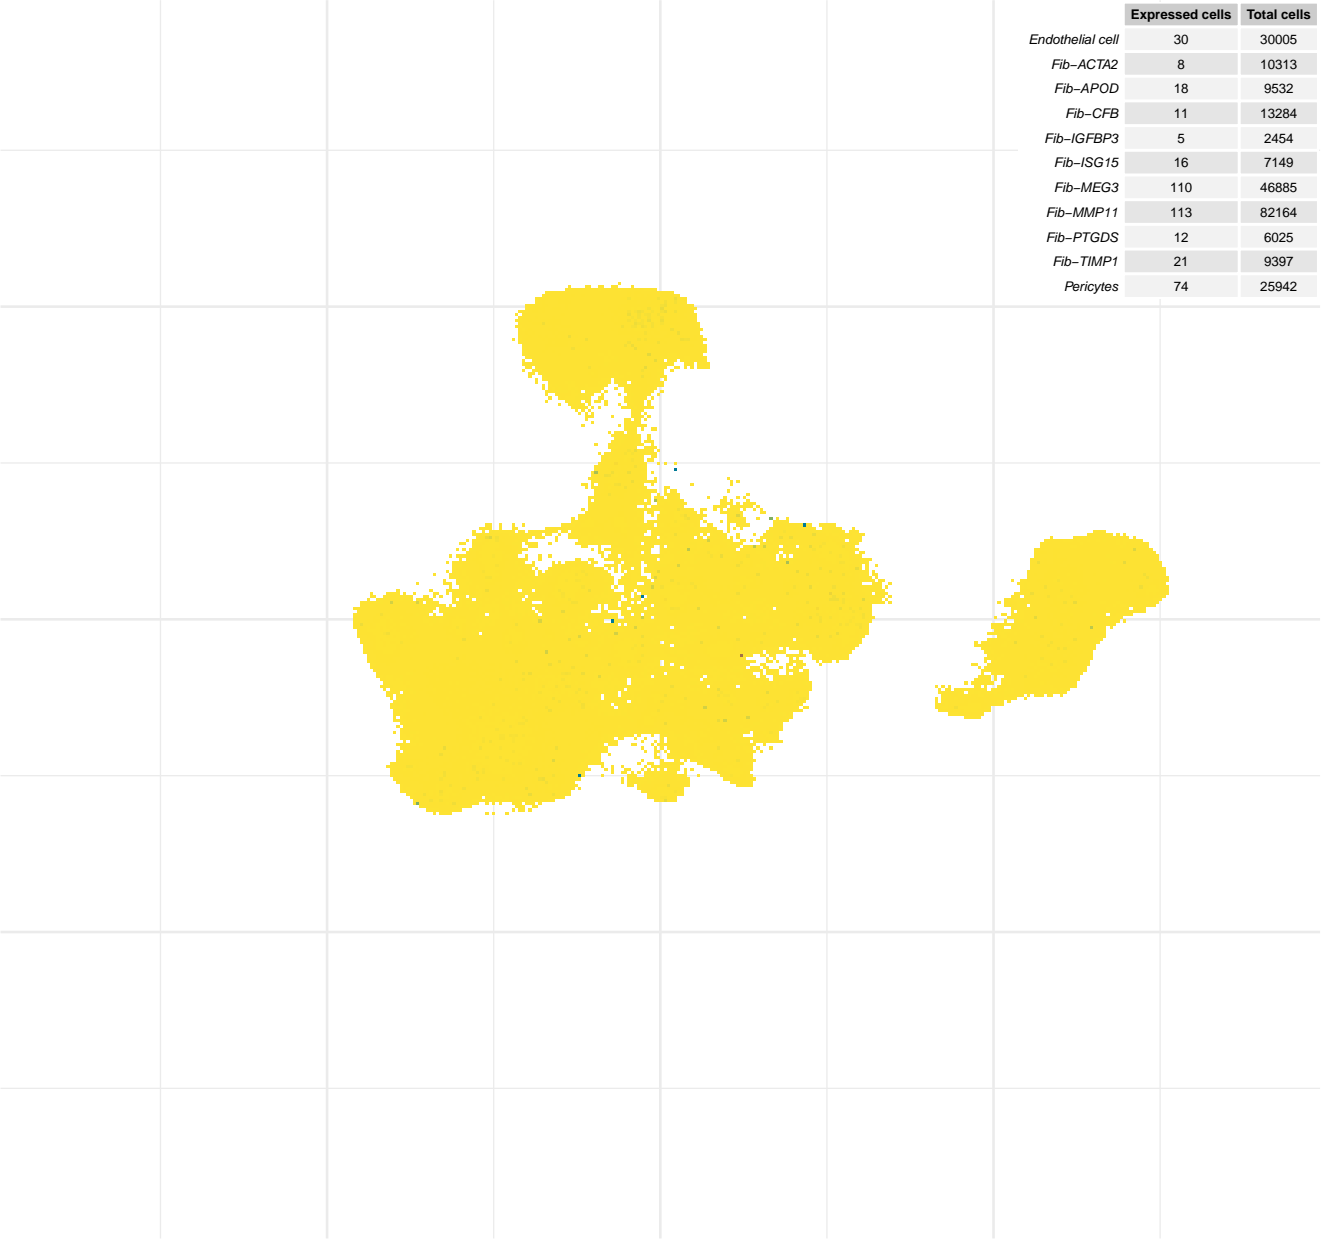 Expressed cells Total cells
Endothelial cell 30 30005
Fib−ACTA2 8 10313
Fib−APOD 18 9532
Fib−CFB 11 13284
Fib−IGFBP3 5 2454
Fib−ISG15 16 7149
Fib−MEG3 110 46885
Fib−MMP11 113 82164
Fib−PTGDS 12 6025
Fib−TIMP1 21 9397
Pericytes 74 25942